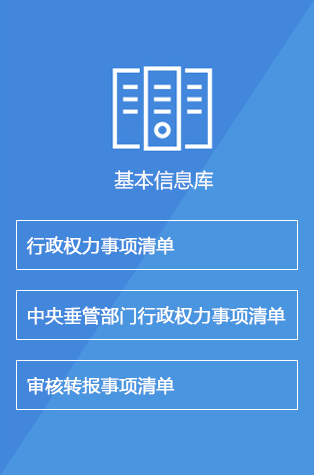 基本信息库
行政权力事项清单
中央垂管部门行政权力事项清单
审核转报事项清单